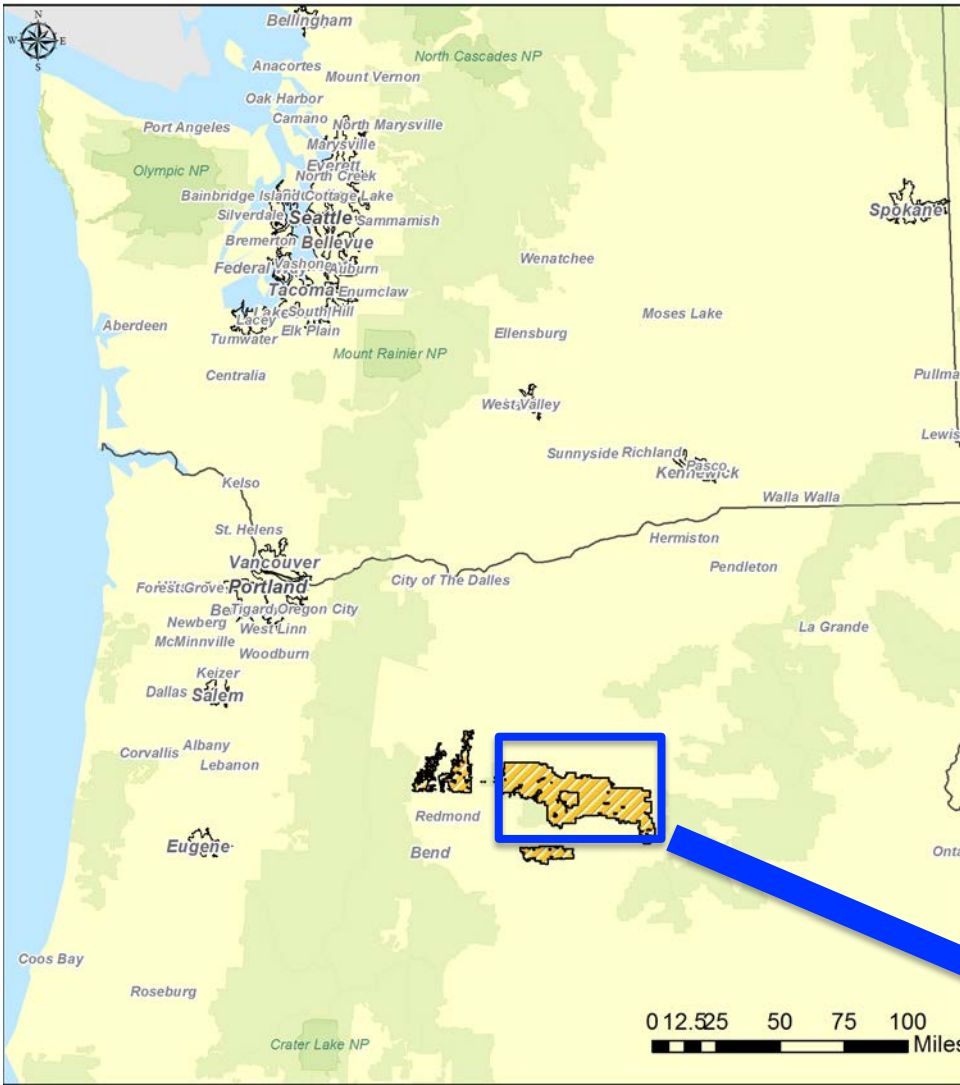 N
W E
S
Bellingham
North Cascades NP
Anacortes
Mount Vernon
Oak Harbor
Camano
North Marysville
Port Angeles
Marysville
Everett
Olympic NP
North Creek
Bainbridge Island
Cottage Lake
Spokane
Silverdale
Seattle
Sammamish
Bremerton
Bellevue
Wenatchee
Federal Way
Vashon
Auburn
Tacoma
Enumclaw
South Hill
Moses Lake
Lacey
Aberdeen
Elk Plain
Ellensburg
Tumwater
Mount Rainier NP
Centralia
Pullma
West Valley
Lewis
Sunnyside
Richland
Pasco
Kennewick
Kelso
Walla Walla
St. Helens
Hermiston
Vancouver
Pendleton
City of The Dalles
Forest Grove
Portland
Tigard
Oregon City
Newberg
West Linn
La Grande
McMinnville
Woodburn
Keizer
Dallas
Salem
Corvallis
Albany
Lebanon
Redmond
Eugene
Bend
Onta
Coos Bay
Roseburg
0 12.5 25 50 75 100
Miles
Crater Lake NP